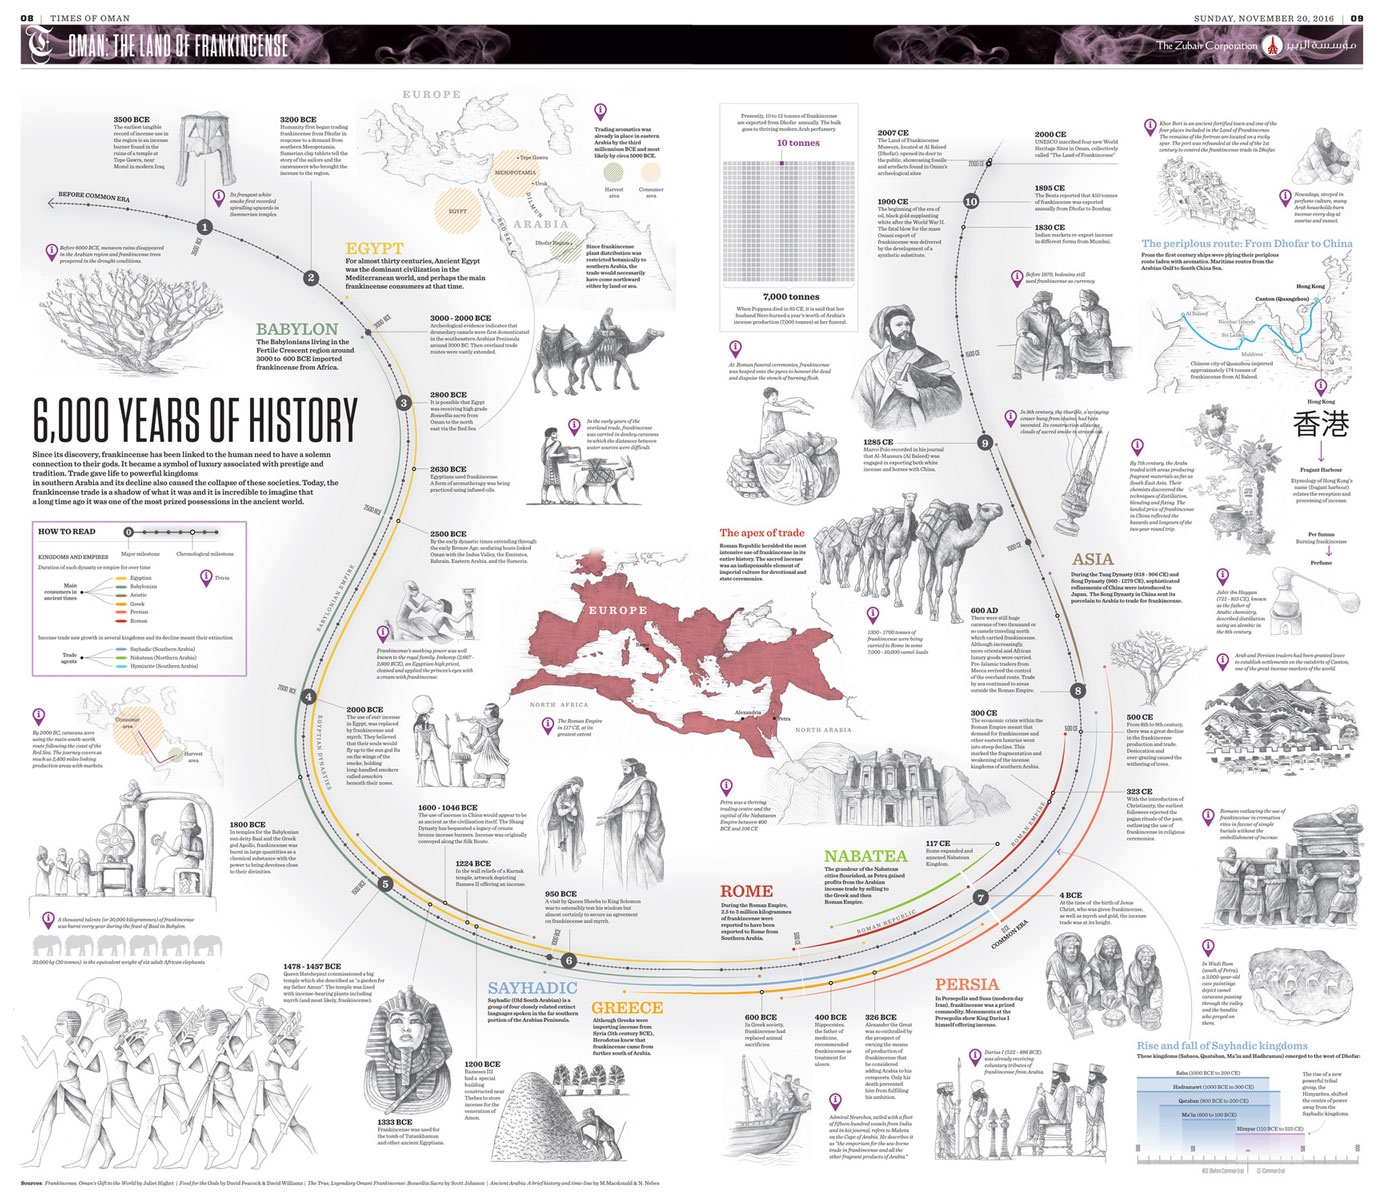 08 | TIMES OF OMAN
SUNDAY, NOVEMBER 20, 2016 | 09
OMAN: THE LAND OF FRANKINCENSE
The Zubair Corporation
مؤسسة الزبير
3500 BCE
The earliest tangible
record of incense use in
the region is an incense
burner found in the
ruins of a temple at
Tepe Gawra, near
Mosul in modern Iraq
3200 BCE
Humanity first began trading
frankincense from Dhofar in
response to a demand from
southern Mesopotamia.
Sumerian clay tablets tell the
story of the sailors and the
caravaneers who brought the
incense to the region.
BEFORE COMMON ERA
Its fragrant white
smoke first recorded
spiralling upwards in
Summerian temples.
Before 6000 BCE, monsoon rains disappeared
in the Arabian region and frankincense trees
prospered in the drought conditions.
EUROPE
Tepe Gawra
MESOPOTAMIA
Uruk
EGYPT
DILMUN
ARABIA
RED SEA
Dhofar Region
Trading aromatics was
already in place in eastern
Arabia by the third
millennium BCE and most
likely by circa 5000 BCE.
Harvest
area
Consumer
area
Since frankincense
plant distribution was
restricted botanically to
southern Arabia, the
trade would necessarily
have come northward
either by land or sea.
EGYPT
For almost thirty centuries, Ancient Egypt
was the dominant civilization in the
Mediterranean world, and perhaps the main
frankincense consumers at that time.
BABYLON
The Babylonians living in the
Fertile Crescent region around
3000 to 600 BCE imported
frankincense from Africa.
3000 - 2000 BCE
Archeological evidence indicates that
dromedary camels were first domesticated
in the southeastern Arabian Peninsula
around 3000 BC. Then overland trade
routes were vastly extended.
2800 BCE
It is possible that Egypt
was receiving high grade
Boswellia sacra from
Oman to the north
east via the Red Sea
In the early years of the
overland trade, frankincense
was carried in donkey caravans
in which the distances between
water sources were difficult.
2630 BCE
Egyptians used frankincense.
A form of aromatherapy was being
practiced using infused oils.
2500 BCE
By the early dynastic times extending through
the early Bronze Age, seafaring boats linked
Oman with the Indus Valley, the Emirates,
Bahrain, Eastern Arabia, and the Sumeria.
6,000 YEARS OF HISTORY
Since its discovery, frankincense has been linked to the human need to have a solemn
connection to their gods. It became a symbol of luxury associated with prestige and
tradition. Trade gave life to powerful kingdoms
in southern Arabia and its decline also caused the collapse of these societies. Today, the
frankincense trade is a shadow of what it was and it is incredible to imagine that
a long time ago it was one of the most prized possessions in the ancient world.
HOW TO READ
Major milestone
Chronological milestone
KINGDOMS AND EMPIRES
Duration of each dynasty or empire for over time
Main
consumers in
ancient times
Egyptian
Babylonian
Asiatic
Greek
Persian
Roman
Trivia
Incense trade saw growth in several kingdoms and its decline meant their extinction
Trade
agents
Sayhadic (Southern Arabia)
Nabatean (Northern Arabia)
Hymiarite (Southern Arabia)
BABYLONIAN EMPIRE
EGYPTIAN DYNASTIES
Frankincense's soothing power was well
known to the royal family. Imhotep (2,667 -
2,600 BCE), an Egyptian high priest,
cleaned and applied the princess's eyes with
a cream with frankincense.
By 2000 BC, caravans were
using the main south-north
route following the coast of the
Red Sea. The journey covers as
much as 2,400 miles linking
production areas with markets.
Consumer
area
Harvest
area
2000 BCE
The use of over incense
in Egypt, was replaced
by frankincense and
myrrh. They believed
that their souls would
fly up to the sun god Ra
on the wings of the
smoke, holding
long-handled smokers
called amschirs
beneath their noses.
1800 BCE
In temples for the Babylonian
sun deity Baal and the Greek
god Apollo, frankincense was
burnt in large quantities as a
chemical substance with the
power to bring devotees close
to their divinities.
A thousand talents (or 30,000 kilogrammes) of frankincense
was burnt every year during the feast of Baal in Babylon.
30,000 kg (30 tonnes) is the equivalent weight of six adult African elephants.
1600 - 1046 BCE
The use of incense in China would appear to be
as ancient as the civilisation itself. The Shang
Dynasty has bequeated a legacy of ornate
bronze incense burners. Incense was originally
conveyed along the Silk Route.
1224 BCE
In the wall reliefs of a Karnak
temple, artwork depicting
Ramses II offering an incense.
950 BCE
A visit by Queen Sheeba to King Solomon
was to ostensibly test his wisdom but
almost certainly to secure an agreement
on frankincense and myrrh.
1478 - 1457 BCE
Queen Hatshepsut commissioned a big
temple which she described as "a garden for
my father Amun". The temple was lined
with incense-bearing plants including
myrrh (and most likely, frankincense).
1333 BCE
Frankincense was used for
the tomb of Tutankhamun
and other ancient Egyptians.
1200 BCE
Rameses III
had a special
building
constructed near
Thebes to store
incense for the
veneration of
Amon.
SAYHADIC
Sayhadic (Old South Arabian) is a
group of four closely related extinct
languages spoken in the far southern
portion of the Arabian Peninsula.
GREECE
Although Greeks were
importing incense from
Syria (5th century BCE),
Herodotus knew that
frankincense came from
further south of Arabia.
Presently, 10 to 12 tonnes of frankincense
are exported from Dhofar annually. The bulk
goes to thriving modern Arab perfumery.
10 tonnes
7,000 tonnes
When Poppaea died in 65 CE, it is said that her
husband Nero burned a year's worth of Arabia's
incense production (7,000 tonnes) at her funeral.
At Roman funeral ceremonies, frankincense
was heaped onto the pyres to honour the dead
and disguise the stench of burning flesh.
The apex of trade
Roman Republic heralded the most
intensive use of frankincense in its
entire history. The sacred incense
was an indispensable element of
imperial culture for devotional and
state ceremonies.
EUROPE
Rome
Alexandria
Petra
NORTH AFRICA
NORTH ARABIA
The Roman Empire
in 117 CE, at its
greatest extent
1300 - 1700 tonnes of
frankincense were being
carried to Rome in some
7,000 - 10,000 camel-loads
Petra was a thriving
trading centre and the
capital of the Nabataean
Empire between 400
BCE and 106 CE
NABATEA
The grandeur of the Nabatean
cities flourished, as Petra gained
profits from the Arabian
incense trade by selling to
the Greek and then
Roman Empire.
ROME
During the Roman Empire,
2.5 to 3 million kilogrammes
of frankincense were
reported to have been
exported to Rome from
Southern Arabia.
117 CE
Rome expanded and
annexed Nabatean
Kingdom.
ROMAN REPUBLIC
ROMAN EMPIRE
BCE
COMMON ERA
600 BCE
In Greek society,
frankincense had
replaced animal
sacrifices.
400 BCE
Hippocrates,
the father of
medicine,
recommended
frankincense as
treatment for
ulcers
326 BCE
Alexander the Great
was so enthralled by
the prospect of
owning the means of
production of
frankincense that
he considered
adding Arabia to his
conquests. Only his
death prevented
him from fulfilling
his ambition.
Admiral Nearchus, sailed with a fleet
of fifteen-hundred vessels from India
and in his journal, refers to Maketa
on the Cape of Arabia. He describes it
as "the emporium for the sea-borne
trade in frankincense and all the
other fragrant products of Arabia."
PERSIA
In Persepolis and Susa (modern day
Iran), frankincense was a prized
commodity. Monuments at the
Persepolis show King Darius I
himself offering incense.
Darius I (522 - 486 BCE)
was already receiving
voluntary tributes of
frankincense from Arabia.
2007 CE
The Land of Frankincense
Museum, located at Al Baleed
(Dhofar), opened its door to
the public, showcasing fossils
and artefacts found in Oman's
archeological sites
2000 CE
UNESCO inscribed four new World
Heritage Sites in Oman, collectively
called "The Land of Frankincense"
1895 CE
The Bents reported that 450 tonnes
of frankincense was exported
annually from Dhofar to Bombay.
1900 CE
The beginning of the era of
oil, black gold supplanting
white after the World War II.
The fatal blow for the mass
Omani export of
frankincense was delivered
by the development of a
synthetic substitute.
1830 CE
Indian markets re-export incense
in different forms from Mumbai.
Before 1970, bedouins still
used frankincense as currency.
1285 CE
Marco Polo recorded in his journal
that Al-Mansura (Al Baleed) was
engaged in exporting both white
incense and horses with China.
In 5th century, the thurible, a swinging
censer hung from chains, had been
invented. Its construction allowing
clouds of sacred smoke to stream out.
By 7th century, the Arabs
traded with areas producing
fragrant materials as far as
South East Asia. Their
chemists discovered the
techniques of distillation,
blending and fixing. The
landed price of frankincense
in China reflected the
hazards and longueurs of the
two year round trip.
ASIA
During the Tang Dynasty (618 - 906 CE) and
Song Dynasty (960 - 1279 CE), sophisticated
refinements of China were introduced to
Japan. The Song Dynasty in China sent its
porcelain to Arabia to trade for frankincense.
600 AD
There were still huge
caravans of two thousand or
so camels traveling north
which carried frankincense.
Although increasingly,
more oriental and African
luxury goods were carried.
Pre-Islamic traders from
Mecca revived the control
of the overland route. Trade
by sea continued to areas
outside the Roman Empire.
300 CE
The economic crisis within the
Roman Empire meant that
demand for frankincense and
other eastern luxuries went
into steep decline. This
marked the fragmentation and
weakening of the incense
kingdoms of southern Arabia.
500 CE
From 6th to 9th century,
there was a great decline
in the frankincense
production and trade.
Desiccation and
over-grazing caused the
withering of trees.
323 CE
With the introduction of
Christianity, the earliest
followers rejected the
pagan rituals of the past,
outlawing the use of
frankincense in religious
ceremonies.
4 BCE
At the time of the birth of Jesus
Christ, who was given frankincense,
as well as myrrh and gold, the incense
trade was at its height.
Khor Rori is an ancient fortified town and one of the
four places included in the Land of Frankincense.
The remains of the fortress are located on a rocky
spur. The port was refounded at the end of the 1st
century to control the frankincense trade in Dhofar
Nowadays, steeped in
perfume culture, many
Arab households burn
incense every day at
sunrise and sunset.
The periplous route: From Dhofar to China
From the first century ships were plying their periplous
route laden with aromatics. Maritime routes from the
Arabian Gulf to South China Sea.
Hong Kong
Canton (Quangzhou)
Al Baleed
Nicobar Islands
Sri Lanka
Maldives
Chinese city of Quanzhou imported
approximately 174 tonnes of
frankincense from Al Baleed.
Hong Kong
香港
Fragant Harbour
Etymology of Hong Kong's
name (fragant harbour)
relates the reception and
processing of incense.
Per fumun
Burning frankincense
Perfume
Jabir ibn Hayyan
(721 - 815 CE), known
as the father of
Arabic chemistry,
described distillation
using an alembic in
the 8th century.
Arab and Persian traders had been granted leave
to establish settlements on the outskirts of Canton,
one of the great incense markets of the world.
Romans outlawing the use of
frankincense in cremation
rites in favour of simple
burials without the
embellishment of incense.
In Wadi Rum
(south of Petra),
a 3,000-year-old
cave paintings
depict camel
caravans passing
through the valley
and the bandits
who preyed on
them.
Rise and fall of Sayhadic kingdoms
These kingdoms (Sabaea, Qnataban, Ma'in and Hadhramaut) emerged to the west of Dhofar:
Saba (1000 BCE to 200 CE)
Hadramawt (1000 BCE to 300 CE)
Qataban (800 BCE to 200 CE)
Ma'in (600 to 100 BCE)
Himyar (110 BCE to 525 CE)
The rise of a new
powerful tribal
group, the
Himyarites, shifted
the centre of power
away from the
Sayhadic kingdoms
BCE (Before Common Era)
CE (Common Era)
Sources: Frankincense, Oman's Gift to the World by Juliet Highet | Food for the Gods by David Peacock & David Williams | The True, Legendary Omani Frankincense: Boswellia Sacra by Scott Johnson | Ancient Arabia: A brief history and time-line by M.Macdonald & N. Nebes